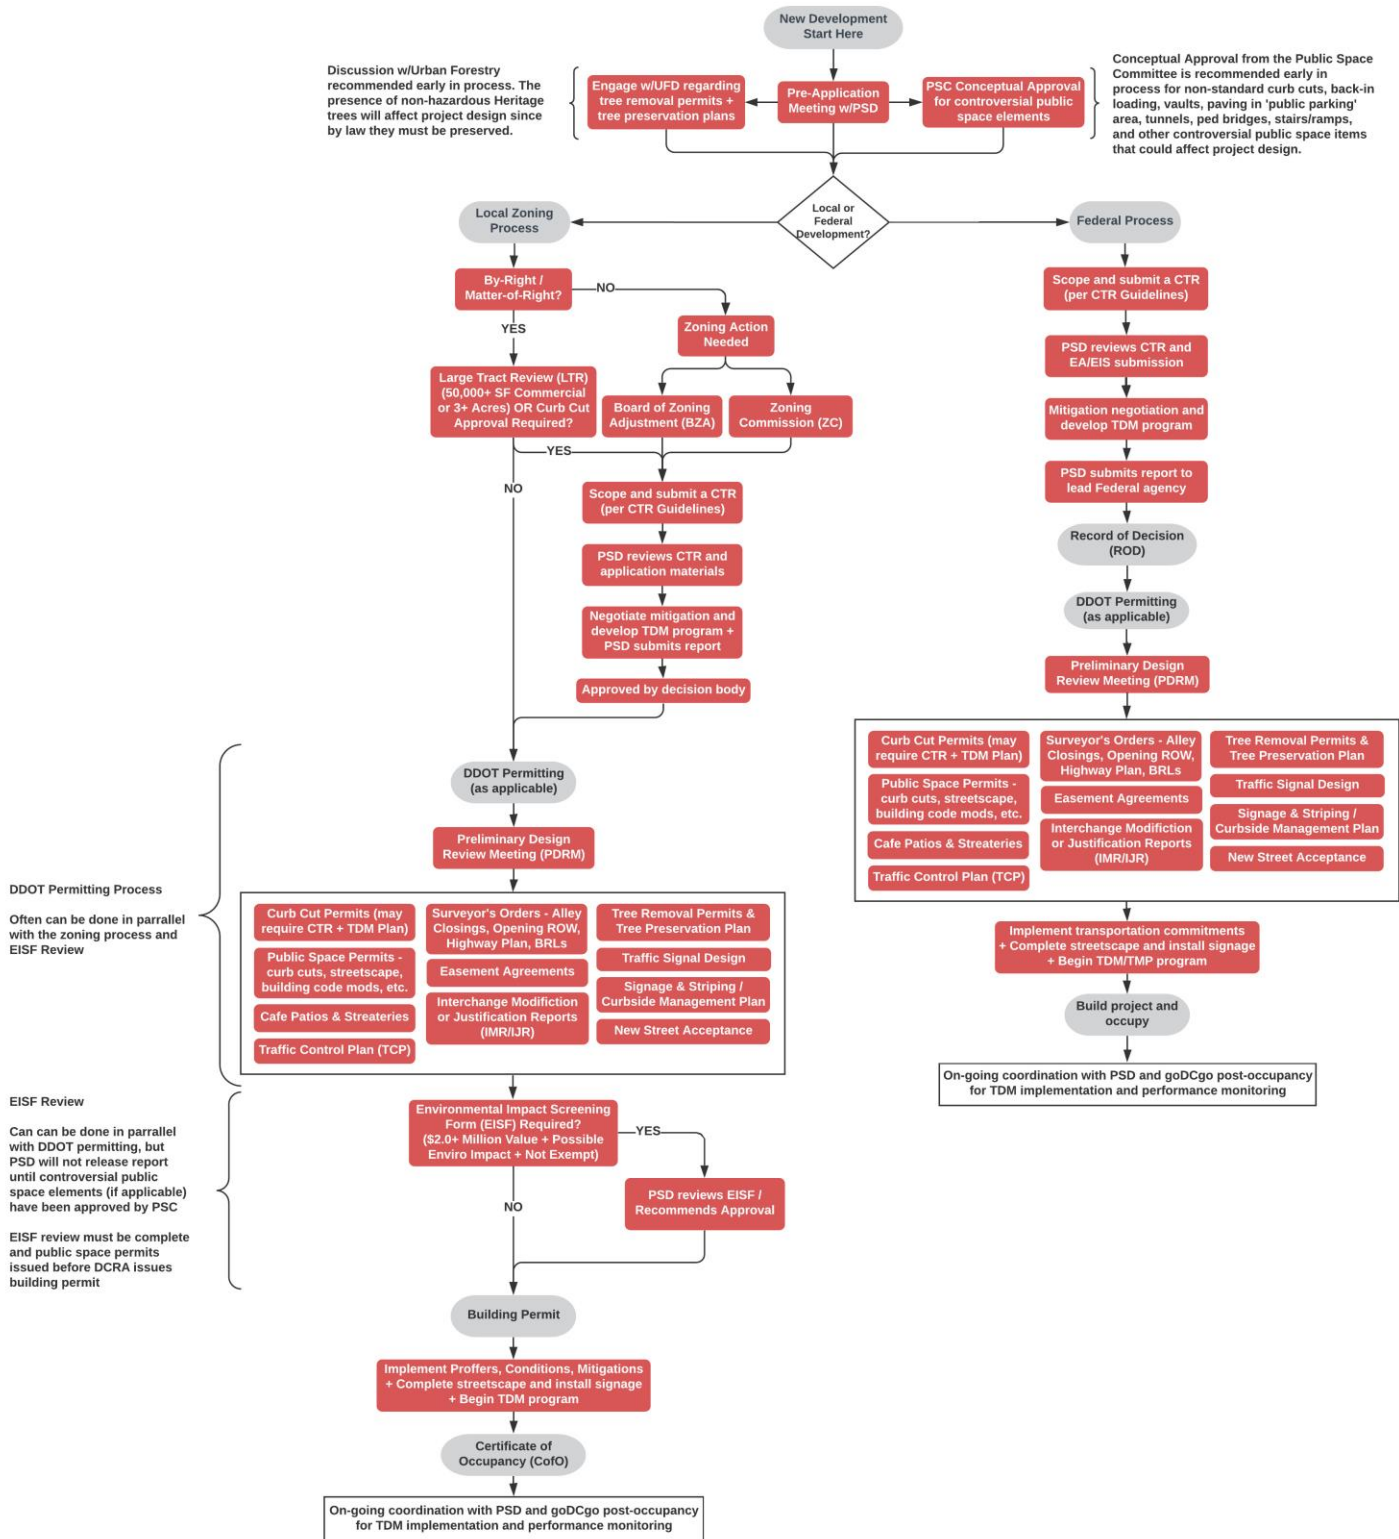 New Development
Start Here
Discussion w/Urban Forestry
recommended early in process. The
presence of non-hazardous Heritage
trees will affect project design since
by law they must be preserved.
Engage w/UFD regarding
tree removal permits +
tree preservation plans
Pre-Application
Meeting w/PSD
PSC Conceptual Approval
for controversial public
space elements
Conceptual Approval from the Public Space
Committee is recommended early in
process for non-standard curb cuts, back-in
loading, vaults, paving in 'public parking'
area, tunnels, ped bridges, stairs/ramps,
and other controversial public space items
that could affect project design.
Local or
Federal
Development?
Local Zoning
Process
By-Right /
Matter-of-Right?
NO
YES
Zoning Action
Needed
Large Tract Review (LTR)
(50,000+ SF Commercial
or 3+ Acres) OR Curb Cut
Approval Required?
Board of Zoning
Adjustment (BZA)
Zoning
Commission (ZC)
YES
NO
Scope and submit a CTR
(per CTR Guidelines)
PSD reviews CTR and
application materials
Negotiate mitigation and
develop TDM program +
PSD submits report
Approved by decision body
DDOT Permitting
(as applicable)
Preliminary Design
Review Meeting (PDRM)
DDOT Permitting Process
Often can be done in parrallel
with the zoning process and
EISF Review
Curb Cut Permits (may
require CTR + TDM Plan)
Public Space Permits -
curb cuts, streetscape,
building code mods, etc.
Cafe Patios & Streateries
Traffic Control Plan (TCP)
Surveyor's Orders - Alley
Closings, Opening ROW,
Highway Plan, BRLs
Easement Agreements
Interchange Modifiction
or Justification Reports
(IMR/IJR)
Tree Removal Permits &
Tree Preservation Plan
Traffic Signal Design
Signage & Striping /
Curbside Management Plan
New Street Acceptance
EISF Review
Can can be done in parrallel
with DDOT permitting, but
PSD will not release report
until controversial public
space elements (if applicable)
have been approved by PSC
EISF review must be complete
and public space permits
issued before DCRA issues
building permit
Environmental Impact Screening
Form (EISF) Required?
($2.0+ Million Value + Possible
Enviro Impact + Not Exempt)
YES
NO
PSD reviews EISF /
Recommends Approval
Building Permit
Implement Proffers, Conditions, Mitigations
+ Complete streetscape and install signage
+ Begin TDM program
Certificate of
Occupancy (CofO)
On-going coordination with PSD and goDCgo post-occupancy
for TDM implementation and performance monitoring
Federal Process
Scope and submit a CTR
(per CTR Guidelines)
PSD reviews CTR and
EA/EIS submission
Mitigation negotiation and
develop TDM program
PSD submits report to
lead Federal agency
Record of Decision
(ROD)
DDOT Permitting
(as applicable)
Preliminary Design
Review Meeting (PDRM)
Curb Cut Permits (may
require CTR + TDM Plan)
Public Space Permits -
curb cuts, streetscape,
building code mods, etc.
Cafe Patios & Streateries
Traffic Control Plan (TCP)
Surveyor's Orders - Alley
Closings, Opening ROW,
Highway Plan, BRLs
Easement Agreements
Interchange Modifiction
or Justification Reports
(IMR/IJR)
Tree Removal Permits &
Tree Preservation Plan
Traffic Signal Design
Signage & Striping /
Curbside Management Plan
New Street Acceptance
Implement transportation commitments
+ Complete streetscape and install signage
+ Begin TDM/TMP program
Build project and
occupy
On-going coordination with PSD and goDCgo post-occupancy
for TDM implementation and performance monitoring